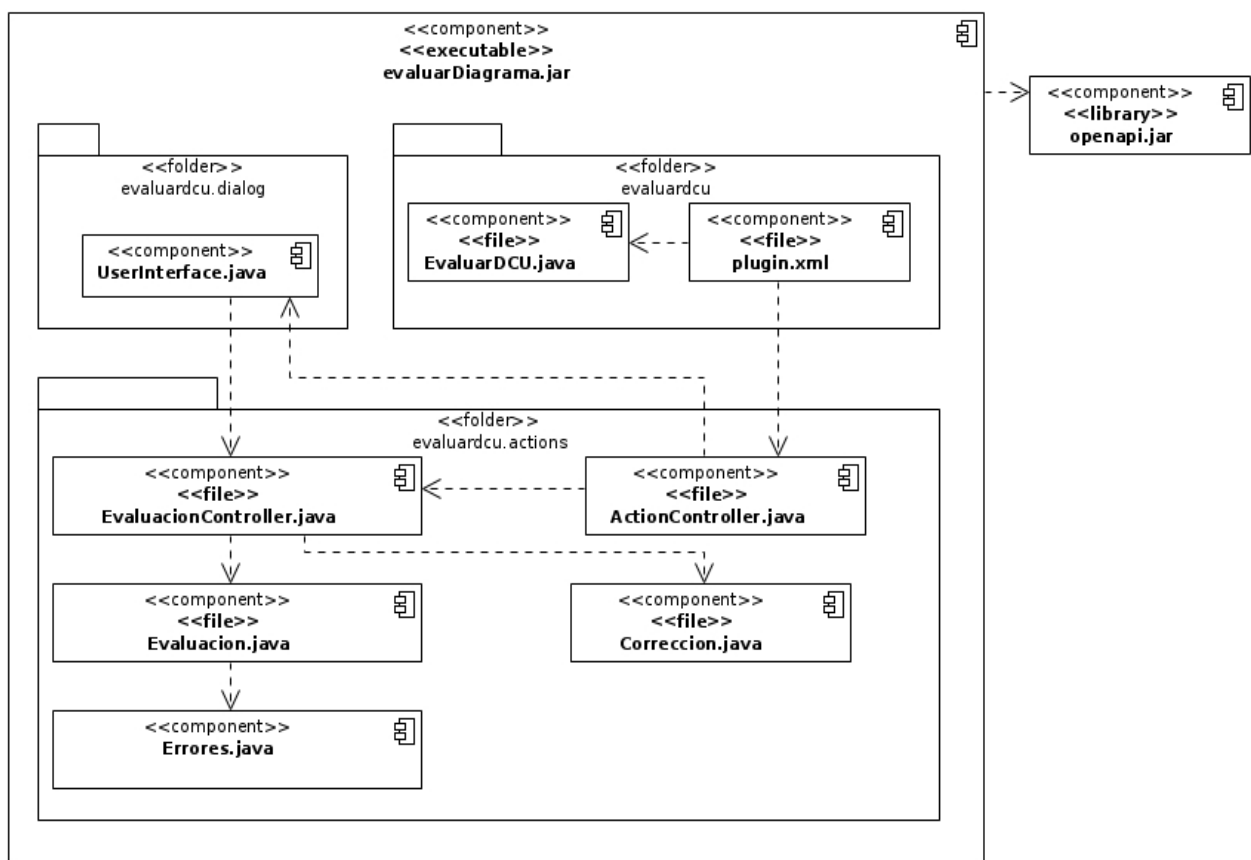 <<component>>
<<executable>>
evaluarDiagrama.jar
<<component>>
<<library>>
openapi.jar
<<folder>>
evaluardcu.dialog
<<component>>
UserInterface.java
<<folder>>
evaluardcu
<<component>>
<<file>>
EvaluarDCU.java
<<component>>
<<file>>
plugin.xml
<<folder>>
evaluardcu.actions
<<component>>
<<file>>
EvaluacionController.java
<<component>>
<<file>>
ActionController.java
<<component>>
<<file>>
Evaluacion.java
<<component>>
<<file>>
Correccion.java
<<component>>
Errores.java